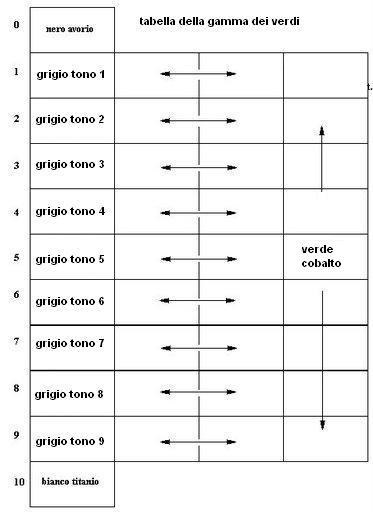 tabella della gamma dei verdi
0 nero avorio
1 grigio tono 1
t.
2 grigio tono 2
3 grigio tono 3
4 grigio tono 4
5 grigio tono 5
verde
cobalto
6 grigio tono 6
7 grigio tono 7
8 grigio tono 8
9 grigio tono 9
10 bianco titanio